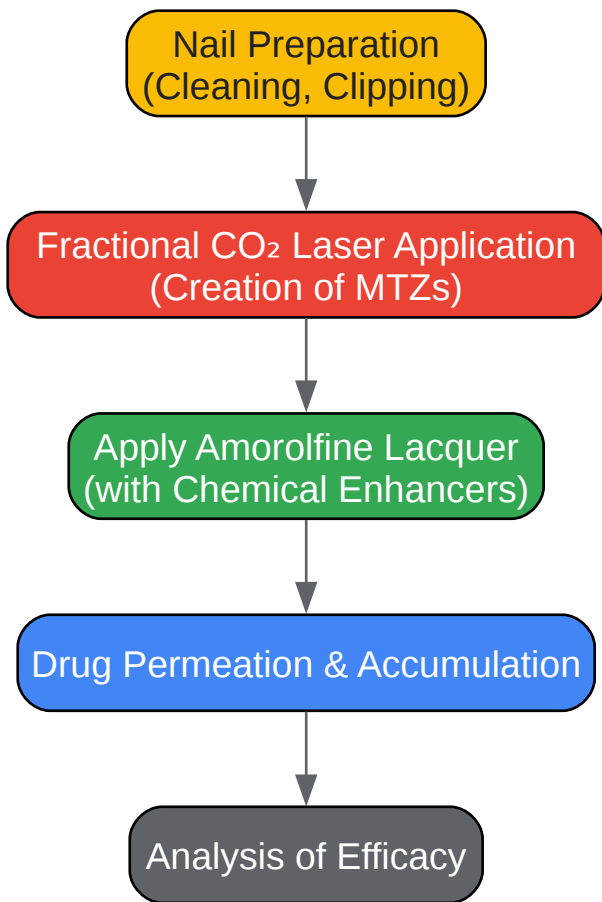 Nail Preparation
(Cleaning, Clipping)
Fractional CO₂ Laser Application
(Creation of MTZs)
Apply Amorolfine Lacquer
(with Chemical Enhancers)
Drug Permeation & Accumulation
Analysis of Efficacy